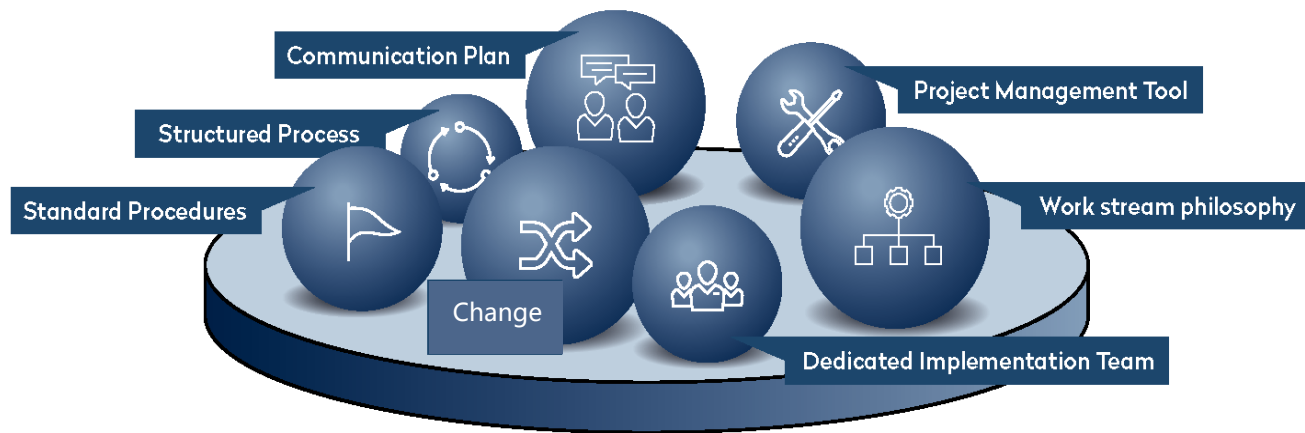 Communication Plan
Project Management Tool
Structured Process
Standard Procedures
Work stream philosophy
Change
Dedicated Implementation Team